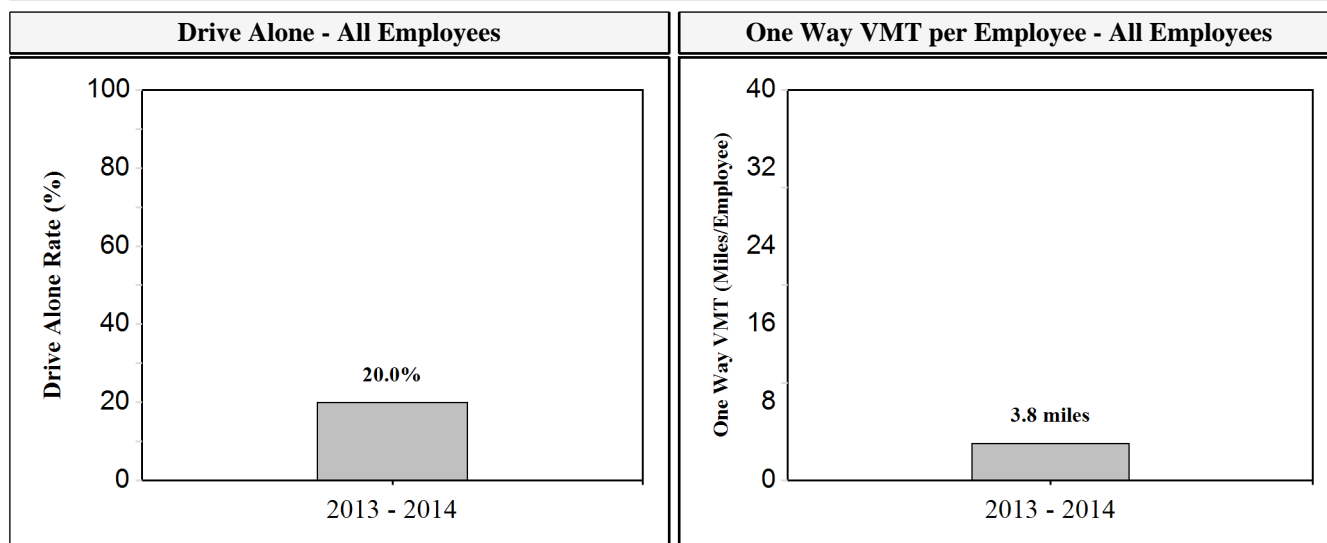 Drive Alone - All Employees
One Way VMT per Employee - All Employees
Drive Alone Rate (%)
100
80
60
40
20
0
20.0%
2013 - 2014
One Way VMT (Miles/Employee)
40
32
24
16
8
0
3.8 miles
2013 - 2014